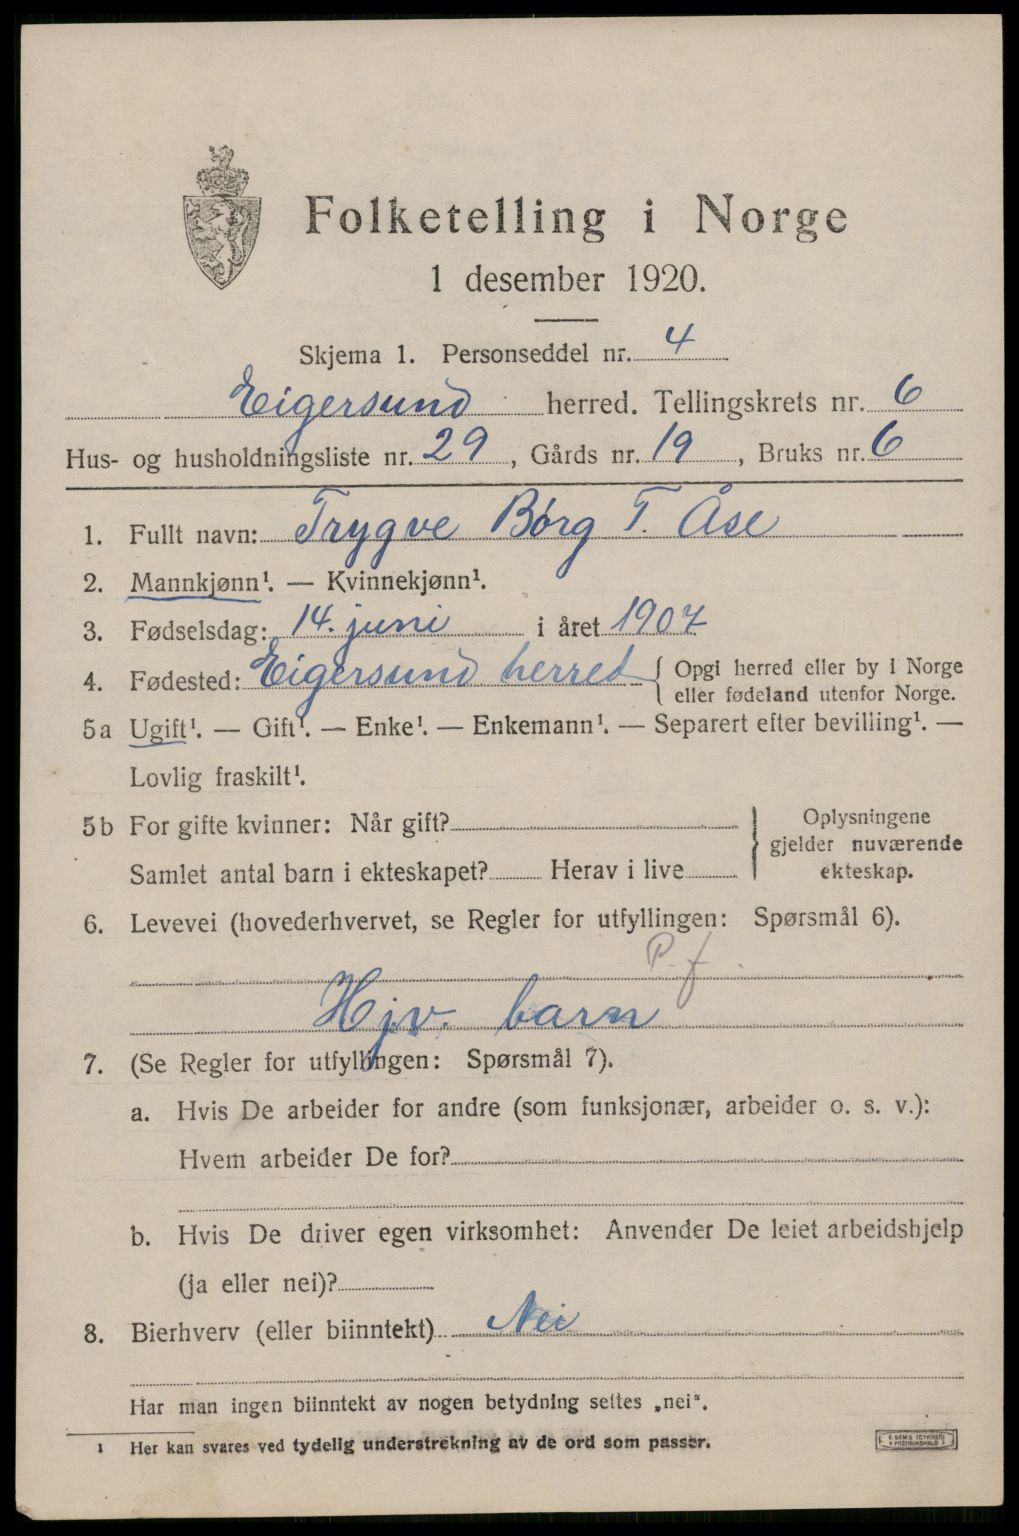 Folketelling i Norge
1 desember 1920.
Skjema 1. Personseddel nr. 4
Eigersund herred. Tellingskrets nr. 6
Hus- og husholdningsliste nr. 29, Gårds nr. 19, Bruks nr. 6
1. Fullt navn: Trygve Börg T. Åse
2. Mannkjønn¹. — Kvinnekjønn¹.
3. Fødselsdag: 14. juni i året 1907
4. Fødested: Eigersund herred { Opgi herred eller by i Norge
eller fødeland utenfor Norge.
5a Ugift¹. — Gift¹. — Enke¹. — Enkemann¹. — Separert efter bevilling¹. —
Lovlig fraskilt¹.
5b For gifte kvinner: Når gift?
Samlet antal barn i ekteskapet? Herav i live
} Oplysningene
gjelder nuværende
ekteskap.
6. Levevei (hovederhvervet, se Regler for utfyllingen: Spørsmål 6).
P. f.
Hjv. barn
7. (Se Regler for utfyllingen: Spørsmål 7).
a. Hvis De arbeider for andre (som funksjonær, arbeider o. s. v.):
Hvem arbeider De for?
b. Hvis De driver egen virksomhet: Anvender De leiet arbeidshjelp
(ja eller nei)?
8. Bierhverv (eller biinntekt) Nei
Har man ingen biinntekt av nogen betydning settes „nei“.
¹ Her kan svares ved tydelig understrekning av de ord som passer.